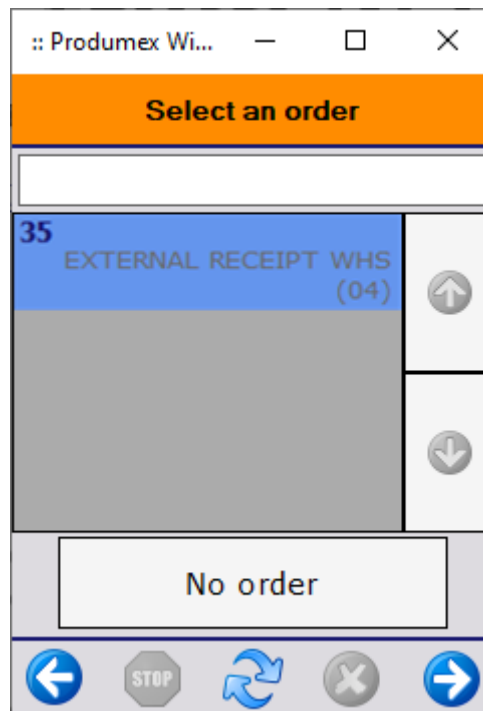 :: Produmex Wi...
Select an order
35
EXTERNAL RECEIPT WHS
(04)
No order
STOP